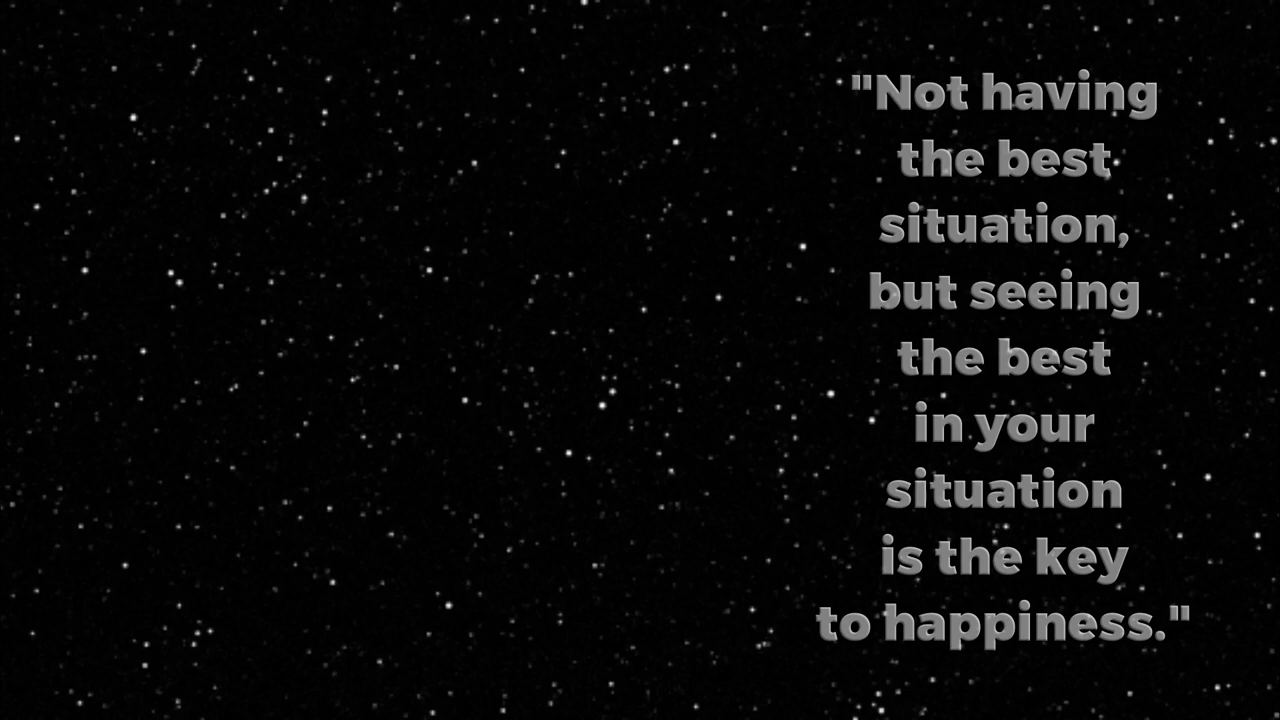 "Not having
the best
situation,
but seeing
the best
in your
situation
is the key
to happiness."